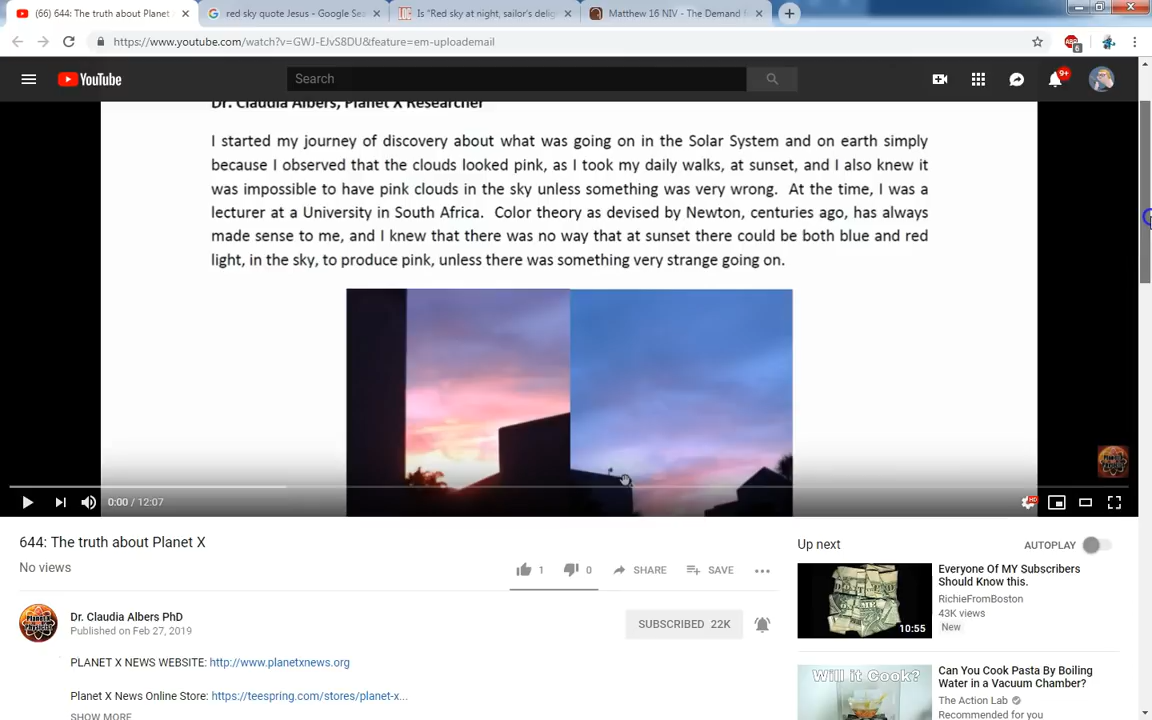 (66) 644: The truth about Planet
red sky quote Jesus - Google Sea
Is "Red sky at night, sailor's delig
Matthew 16 NIV - The Demand f
https://www.youtube.com/watch?v=GWJ-EJvS8DU&feature=em-uploademail
6
YouTube
Search
9+
Dr. Claudia Albers, Planet X Researcher
I started my journey of discovery about what was going on in the Solar System and on earth simply
because I observed that the clouds looked pink, as I took my daily walks, at sunset, and I also knew it
was impossible to have pink clouds in the sky unless something was very wrong. At the time, I was a
lecturer at a University in South Africa. Color theory as devised by Newton, centuries ago, has always
made sense to me, and I knew that there was no way that at sunset there could be both blue and red
light, in the sky, to produce pink, unless there was something very strange going on.
0:00 / 12:07
HD
644: The truth about Planet X
No views
1
0
SHARE
SAVE
Up next
AUTOPLAY
Dr. Claudia Albers PhD
Published on Feb 27, 2019
SUBSCRIBED 22K
PLANET X NEWS WEBSITE: http://www.planetxnews.org
Planet X News Online Store: https://teespring.com/stores/planet-x...
SHOW MORE
10:55
Everyone Of MY Subscribers
Should Know this.
RichieFromBoston
43K views
New
Will it Cook?
Can You Cook Pasta By Boiling
Water in a Vacuum Chamber?
The Action Lab
Recommended for you